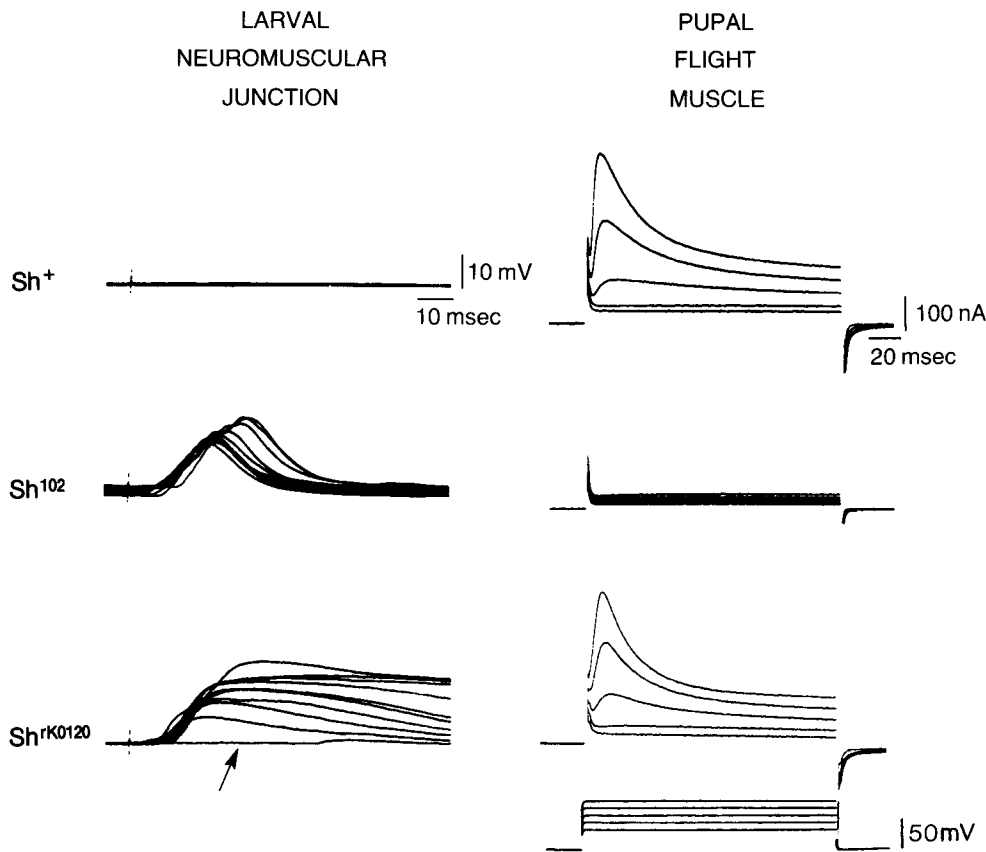 LARVAL
NEUROMUSCULAR
JUNCTION
PUPAL
FLIGHT
MUSCLE
Sh+
10 mV
10 msec
100 nA
20 msec
Sh102
ShrK0120
50mV